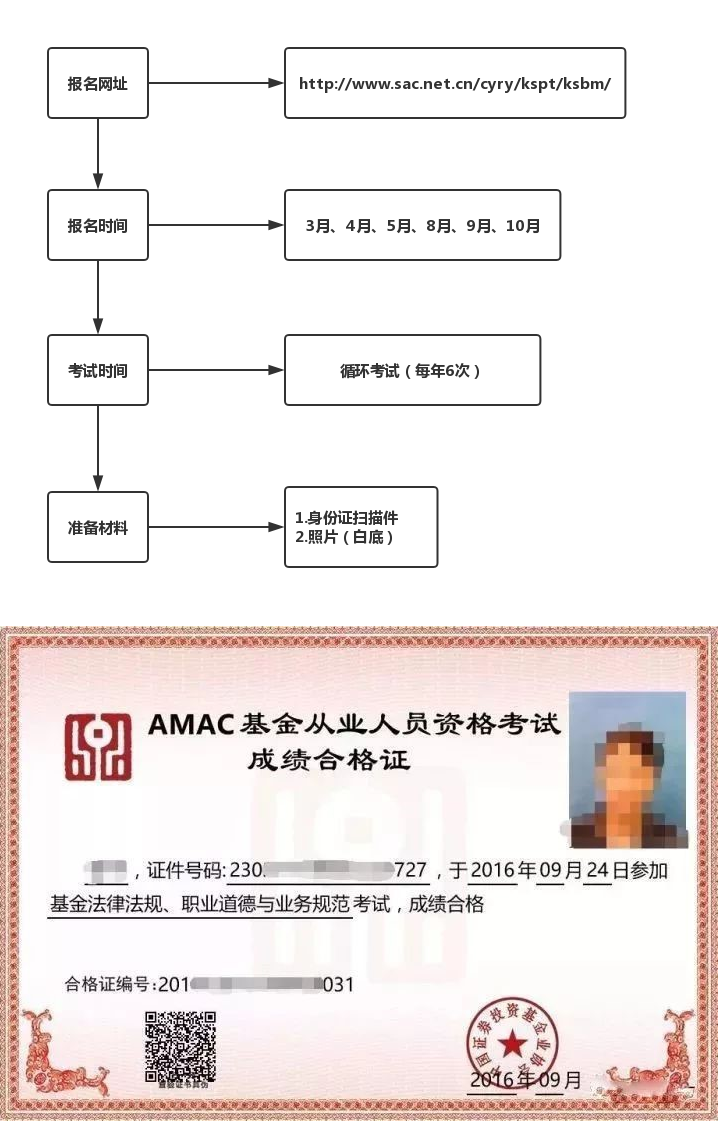 报名网址
http://www.sac.net.cn/cyry/kspt/ksbm/
报名时间
3月、4月、5月、8月、9月、10月
考试时间
循环考试（每年6次）
准备材料
1.身份证扫描件
2.照片（白底）
AMAC基金从业人员资格考试
成绩合格证
，证件号码:230 727，于2016年09月24日参加
基金法律法规、职业道德与业务规范考试，成绩合格
合格证编号:201 031
中国证券投资基金业协会
查验证书真伪
2016年09月